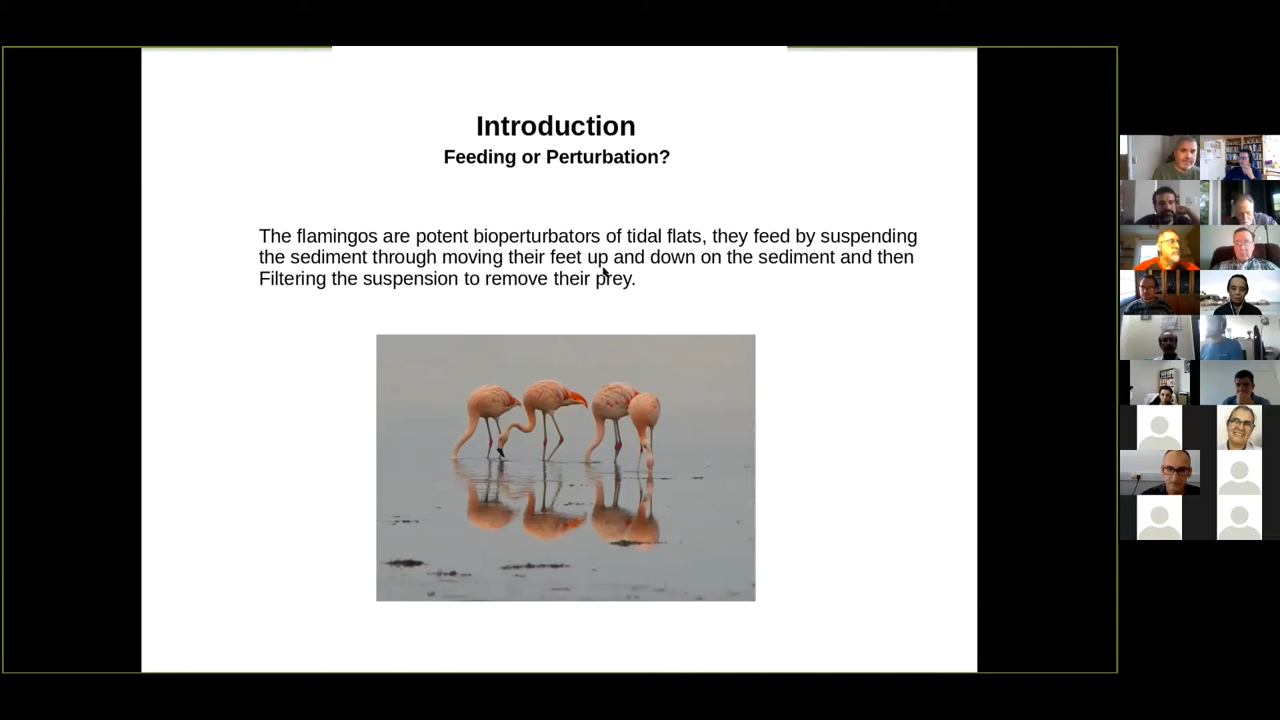 Introduction
Feeding or Perturbation?
The flamingos are potent bioperturbators of tidal flats, they feed by suspending
the sediment through moving their feet up and down on the sediment and then
Filtering the suspension to remove their prey.